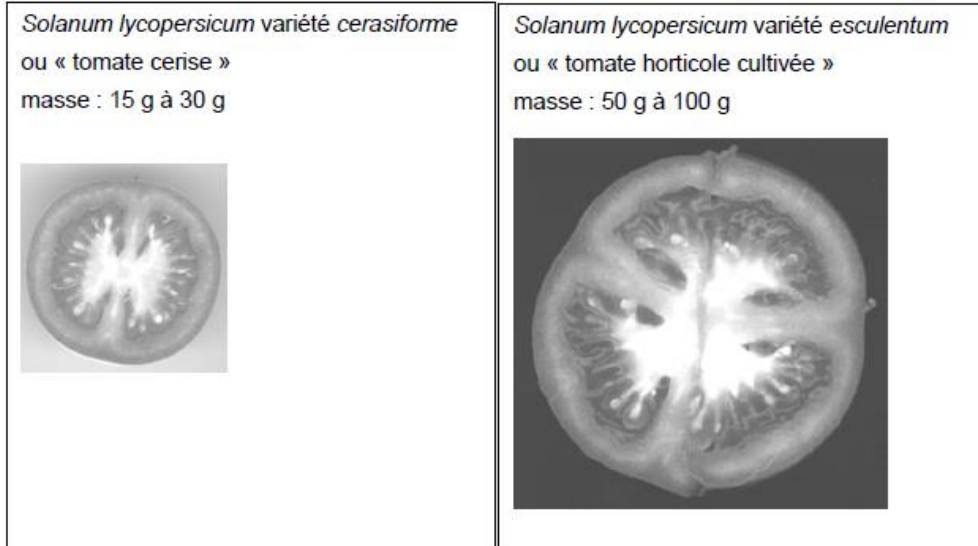 Solanum lycopersicum variété cerasiforme
ou « tomate cerise »
masse : 15 g à 30 g
Solanum lycopersicum variété esculentum
ou « tomate horticole cultivée »
masse : 50 g à 100 g